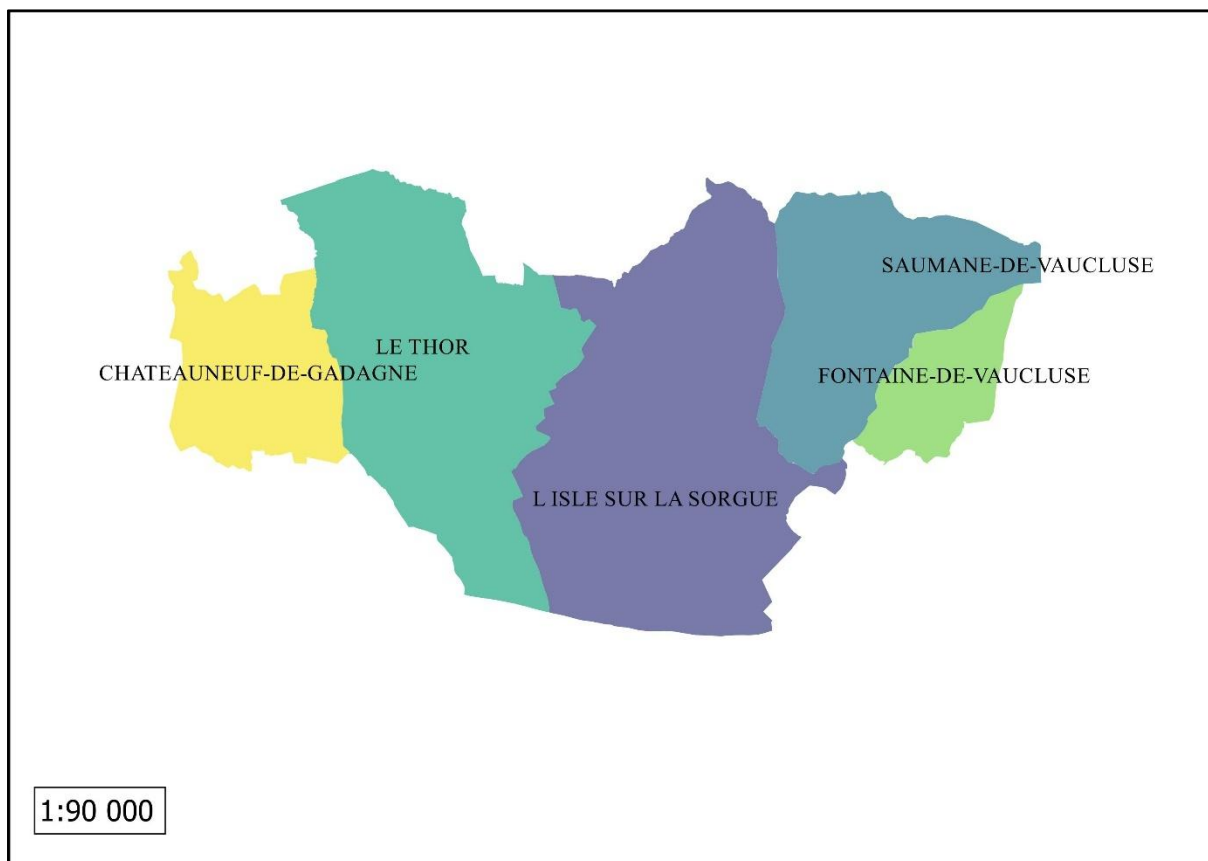 SAUMANE-DE-VAUCLUSE
LE THOR
CHATEAUNEUF-DE-GADAGNE
FONTAINE-DE-VAUCLUSE
L ISLE SUR LA SORGUE
1:90 000